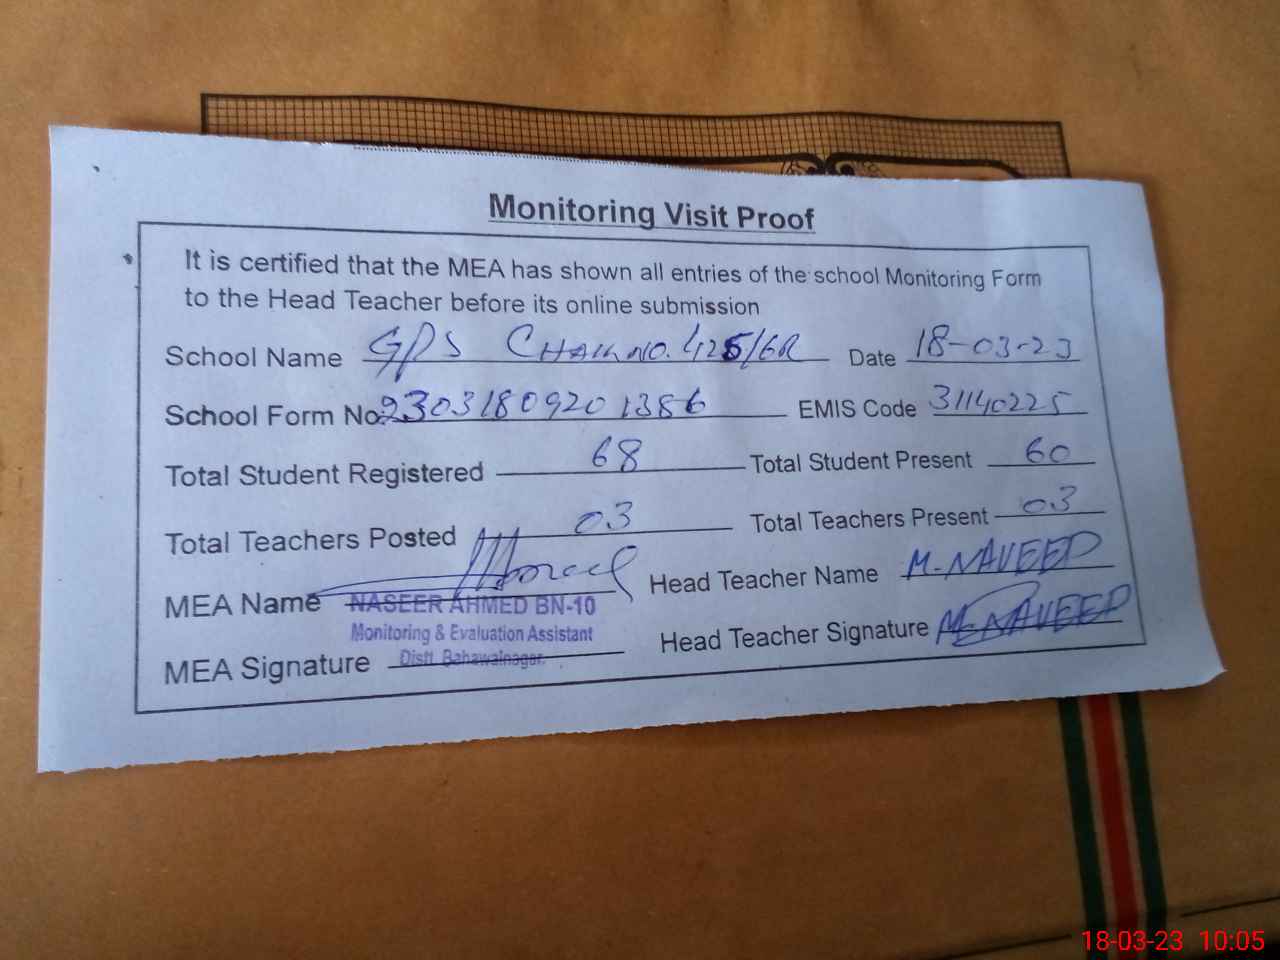 Monitoring Visit Proof
It is certified that the MEA has shown all entries of the school Monitoring Form
to the Head Teacher before its online submission
School Name GPS CHAK NO. 425/6R Date 18-03-23
School Form No. 23031809201386 EMIS Code 31140225
Total Student Registered 68 Total Student Present 60
Total Teachers Posted 03 Total Teachers Present 03
MEA Name NASEER AHMED BN-10 Head Teacher Name M. NAVEED
Monitoring & Evaluation Assistant
MEA Signature Distt. Bahawalnagar. Head Teacher Signature M. NAVEED
18-03-23 10:05